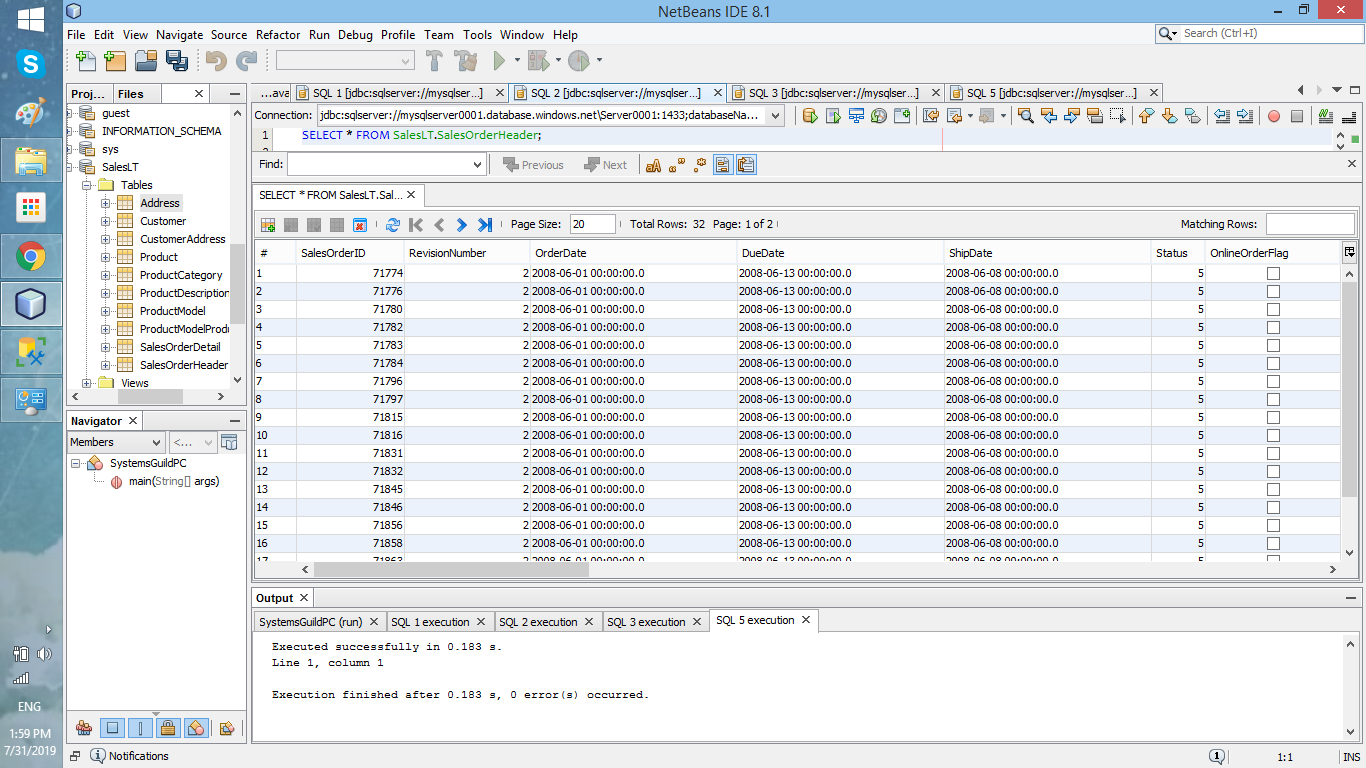 NetBeans IDE 8.1
File Edit View Navigate Source Refactor Run Debug Profile Team Tools Window Help
Search (Ctrl+I)
Proj... Files
guest
INFORMATION_SCHEMA
sys
SalesLT
Tables
Address
Customer
CustomerAddress
Product
ProductCategory
ProductDescription
ProductModel
ProductModelProdu
SalesOrderDetail
SalesOrderHeader
Views
Navigator
Members <...
SystemsGuildPC
main(String[] args)
...ava SQL 1 [jdbc:sqlserver://mysqlser...] SQL 2 [jdbc:sqlserver://mysqlser...] SQL 3 [jdbc:sqlserver://mysqlser...] SQL 5 [jdbc:sqlserver://mysqlser...]
Connection: jdbc:sqlserver://mysqlserver0001.database.windows.net\Server0001:1433;databaseNa...
1 SELECT * FROM SalesLT.SalesOrderHeader;
Find: Previous Next
SELECT * FROM SalesLT.Sal...
Page Size: 20 Total Rows: 32 Page: 1 of 2 Matching Rows:
# SalesOrderID RevisionNumber OrderDate DueDate ShipDate Status OnlineOrderFlag
1 71774 2 2008-06-01 00:00:00.0 2008-06-13 00:00:00.0 2008-06-08 00:00:00.0 5
2 71776 2 2008-06-01 00:00:00.0 2008-06-13 00:00:00.0 2008-06-08 00:00:00.0 5
3 71780 2 2008-06-01 00:00:00.0 2008-06-13 00:00:00.0 2008-06-08 00:00:00.0 5
4 71782 2 2008-06-01 00:00:00.0 2008-06-13 00:00:00.0 2008-06-08 00:00:00.0 5
5 71783 2 2008-06-01 00:00:00.0 2008-06-13 00:00:00.0 2008-06-08 00:00:00.0 5
6 71784 2 2008-06-01 00:00:00.0 2008-06-13 00:00:00.0 2008-06-08 00:00:00.0 5
7 71796 2 2008-06-01 00:00:00.0 2008-06-13 00:00:00.0 2008-06-08 00:00:00.0 5
8 71797 2 2008-06-01 00:00:00.0 2008-06-13 00:00:00.0 2008-06-08 00:00:00.0 5
9 71815 2 2008-06-01 00:00:00.0 2008-06-13 00:00:00.0 2008-06-08 00:00:00.0 5
10 71816 2 2008-06-01 00:00:00.0 2008-06-13 00:00:00.0 2008-06-08 00:00:00.0 5
11 71831 2 2008-06-01 00:00:00.0 2008-06-13 00:00:00.0 2008-06-08 00:00:00.0 5
12 71832 2 2008-06-01 00:00:00.0 2008-06-13 00:00:00.0 2008-06-08 00:00:00.0 5
13 71845 2 2008-06-01 00:00:00.0 2008-06-13 00:00:00.0 2008-06-08 00:00:00.0 5
14 71846 2 2008-06-01 00:00:00.0 2008-06-13 00:00:00.0 2008-06-08 00:00:00.0 5
15 71856 2 2008-06-01 00:00:00.0 2008-06-13 00:00:00.0 2008-06-08 00:00:00.0 5
16 71858 2 2008-06-01 00:00:00.0 2008-06-13 00:00:00.0 2008-06-08 00:00:00.0 5
Output
SystemsGuildPC (run) SQL 1 execution SQL 2 execution SQL 3 execution SQL 5 execution
Executed successfully in 0.183 s.
Line 1, column 1
Execution finished after 0.183 s, 0 error(s) occurred.
ENG
1:59 PM
7/31/2019
Notifications
1
1:1 INS